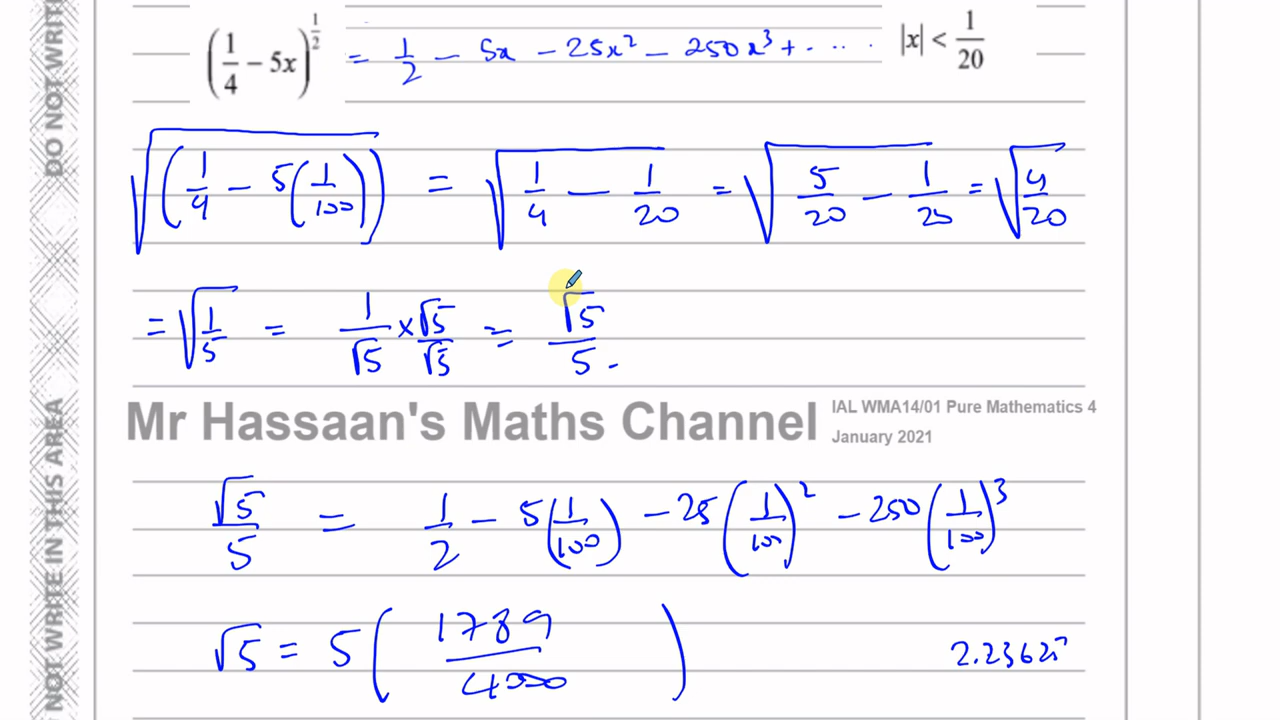 (1/4 − 5x)^(1/2) = 1/2 − 5x − 25x² − 250x³ + ..... |x| < 1/20
√(1/4 − 5(1/100)) = √(1/4 − 1/20) = √(5/20 − 1/20) = √(4/20)
= √(1/5) = 1/√5 × √5/√5 = √5/5 .
Mr Hassaan's Maths Channel
IAL WMA14/01 Pure Mathematics 4
January 2021
√5/5 = 1/2 − 5(1/100) − 25(1/100)² − 250(1/100)³
√5 = 5(1789/4000) 2.23625
DO NOT WRITE
NOT WRITE IN THIS AREA